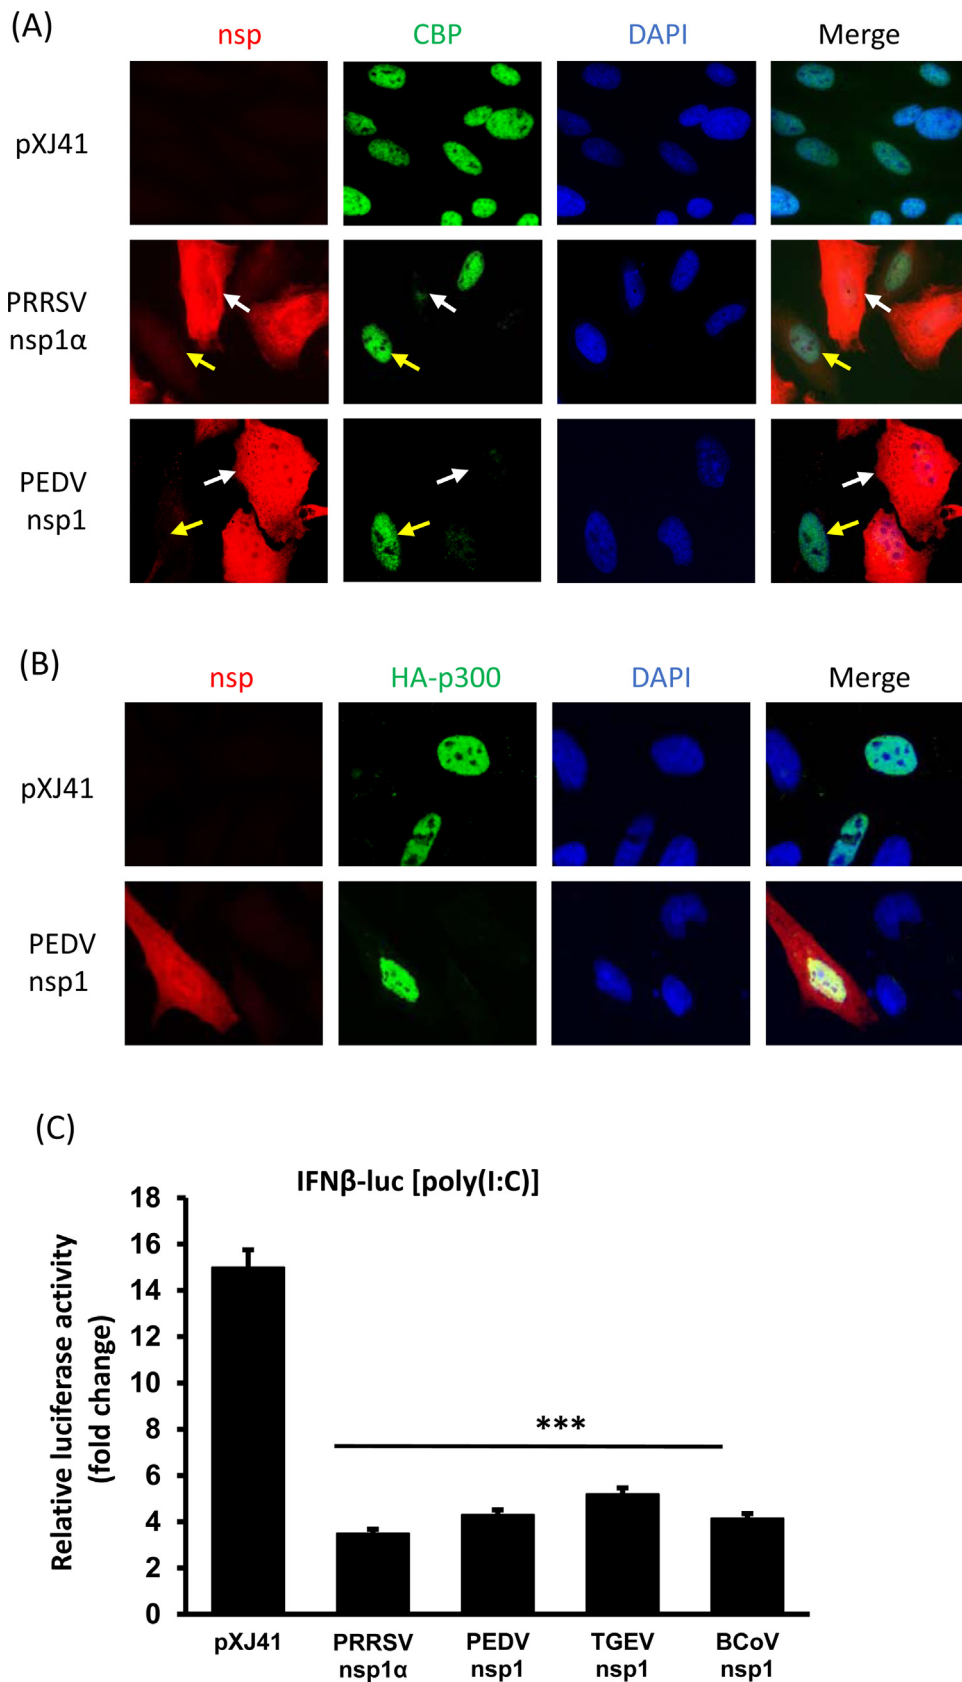 (A)
nsp CBP DAPI Merge
pXJ41
PRRSV
nsp1α
PEDV
nsp1
(B)
nsp HA-p300 DAPI Merge
pXJ41
PEDV
nsp1
(C)
IFNβ-luc [poly(I:C)]
Relative luciferase activity
(fold change)
18
16
14
12
10
8
6
4
2
0
***
pXJ41 PRRSV PEDV TGEV BCoV
nsp1α nsp1 nsp1 nsp1